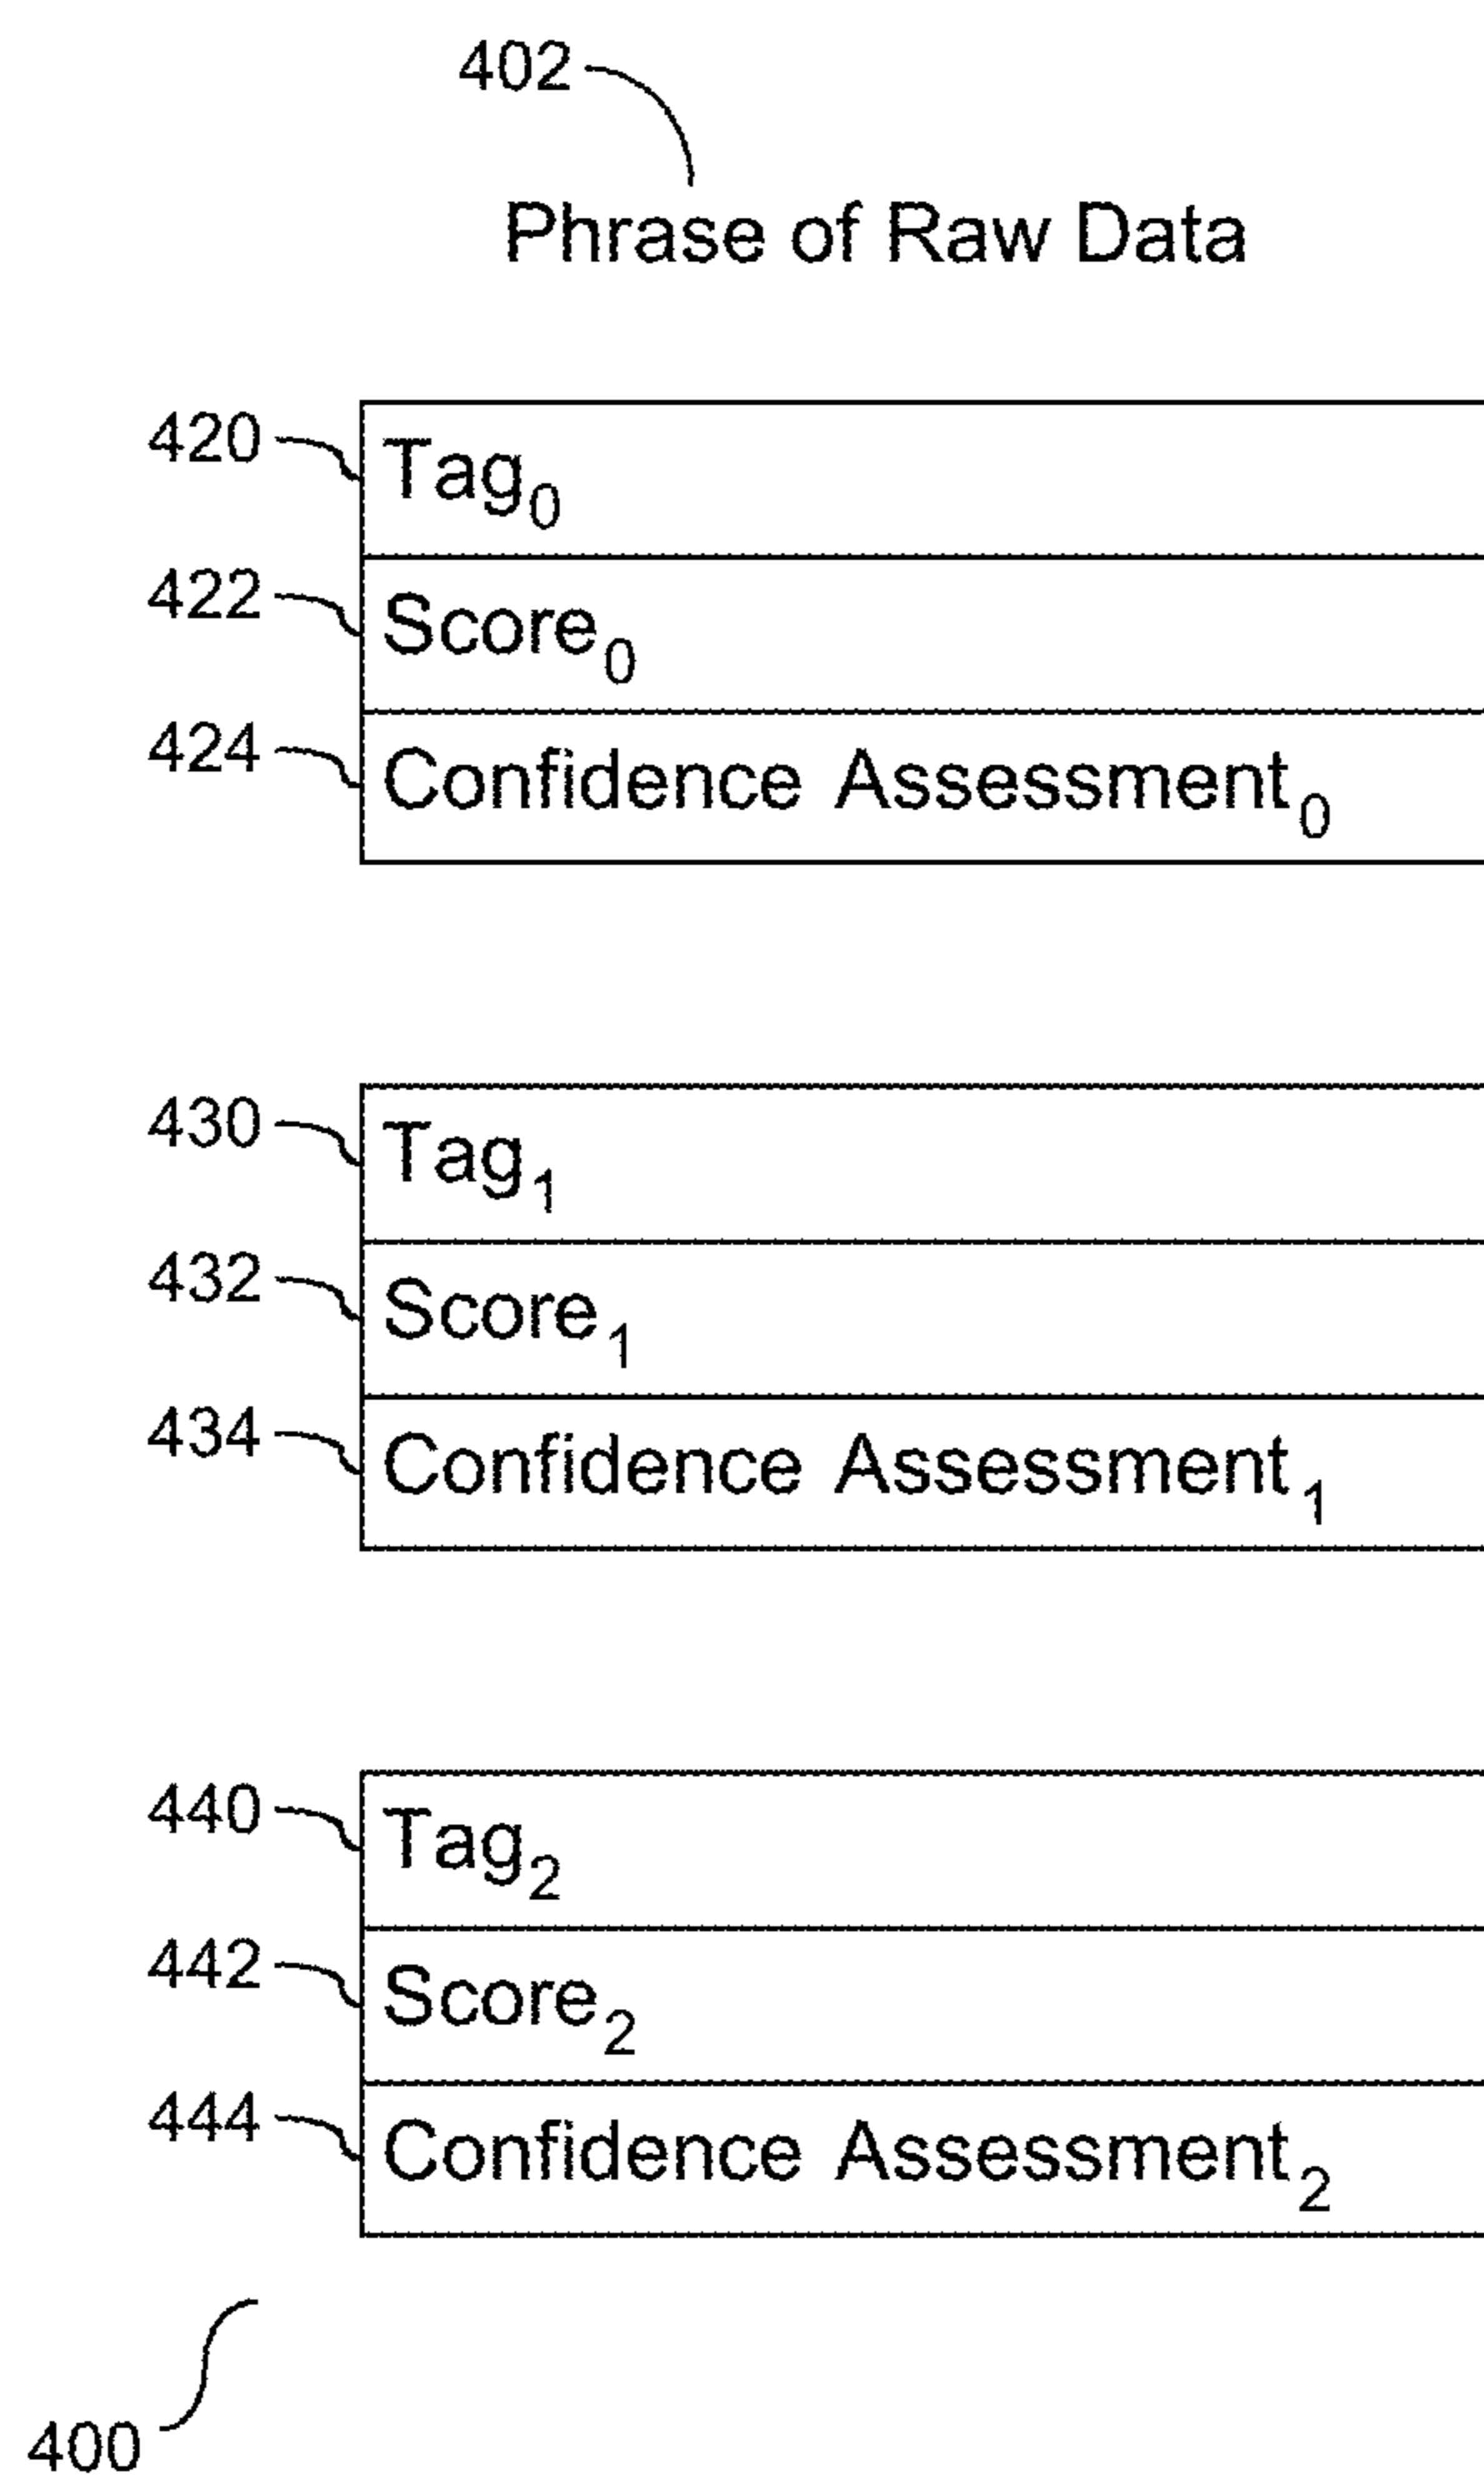 402
Phrase of Raw Data
420 Tag₀
422 Score₀
424 Confidence Assessment₀
430 Tag₁
432 Score₁
434 Confidence Assessment₁
440 Tag₂
442 Score₂
444 Confidence Assessment₂
400